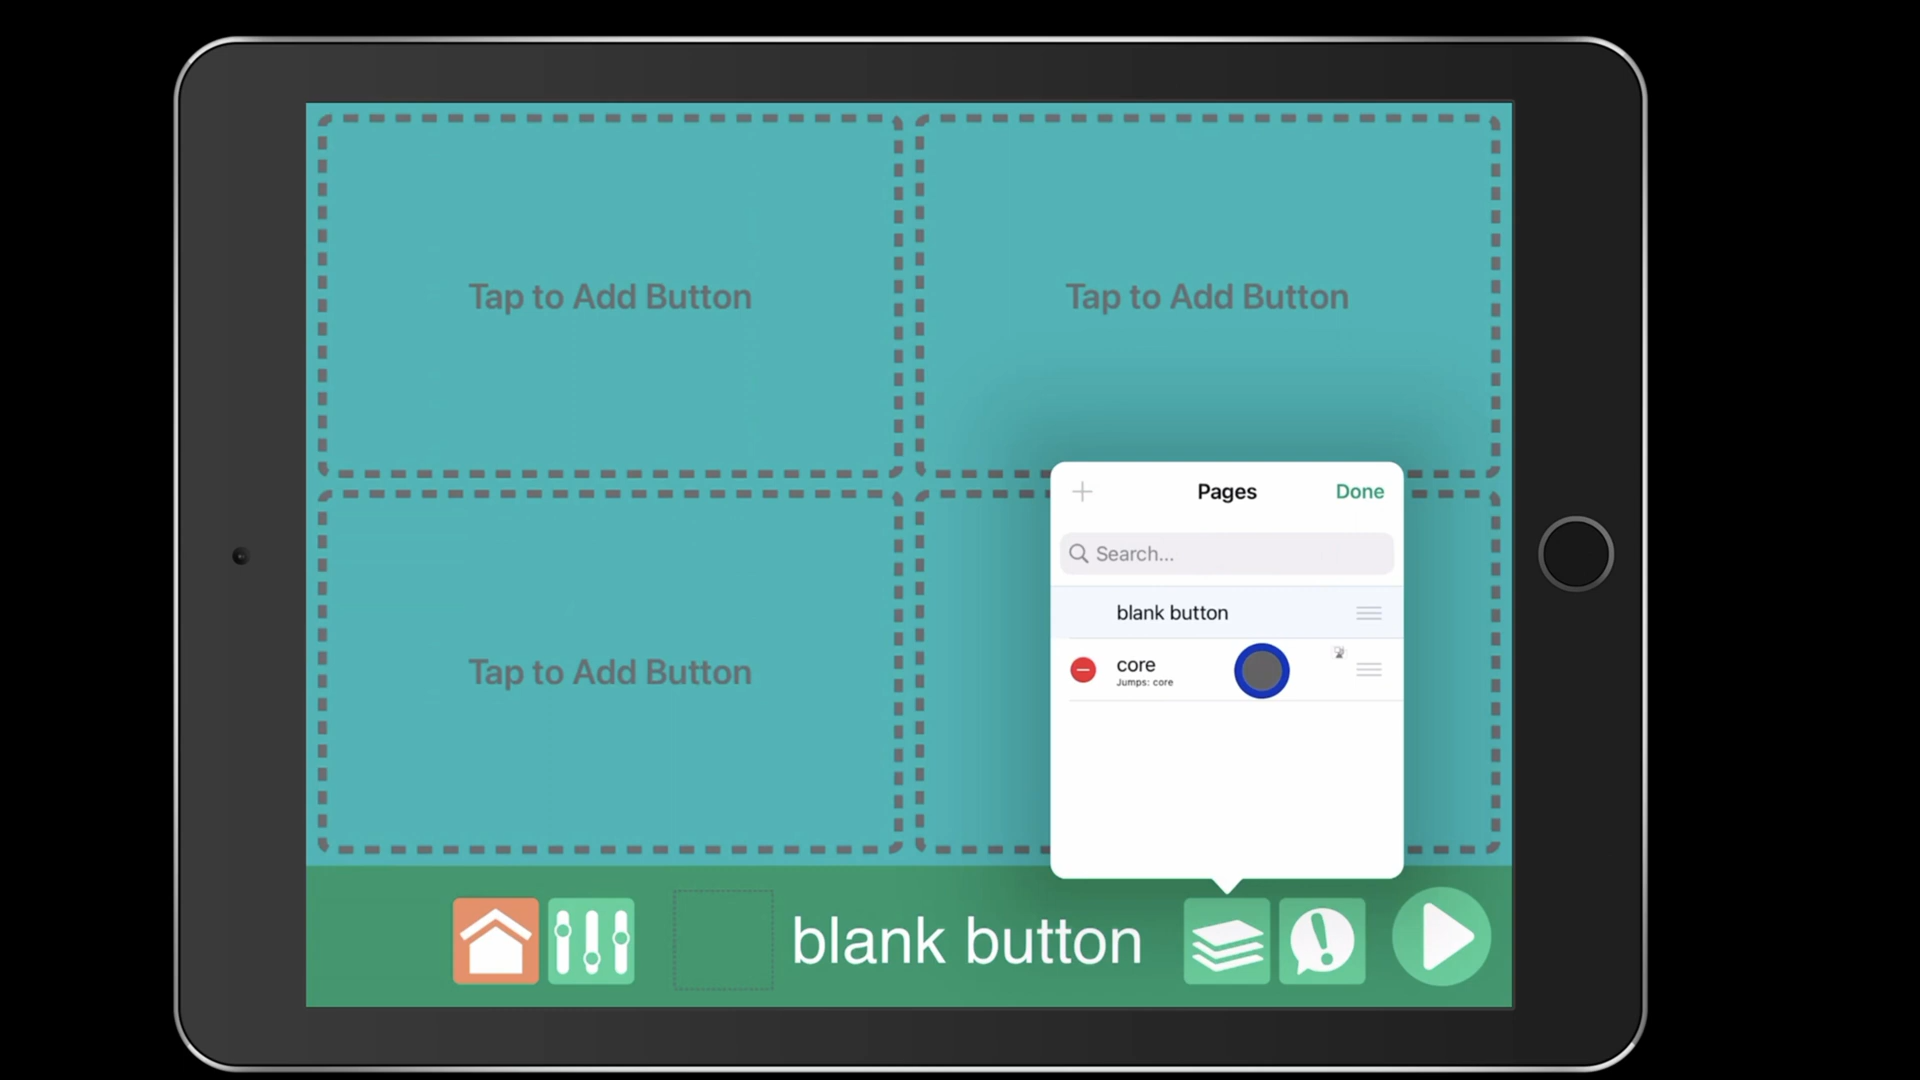 Tap to Add Button
Tap to Add Button
Pages
Done
Search...
blank button
core
Jumps: core
Tap to Add Button
blank button